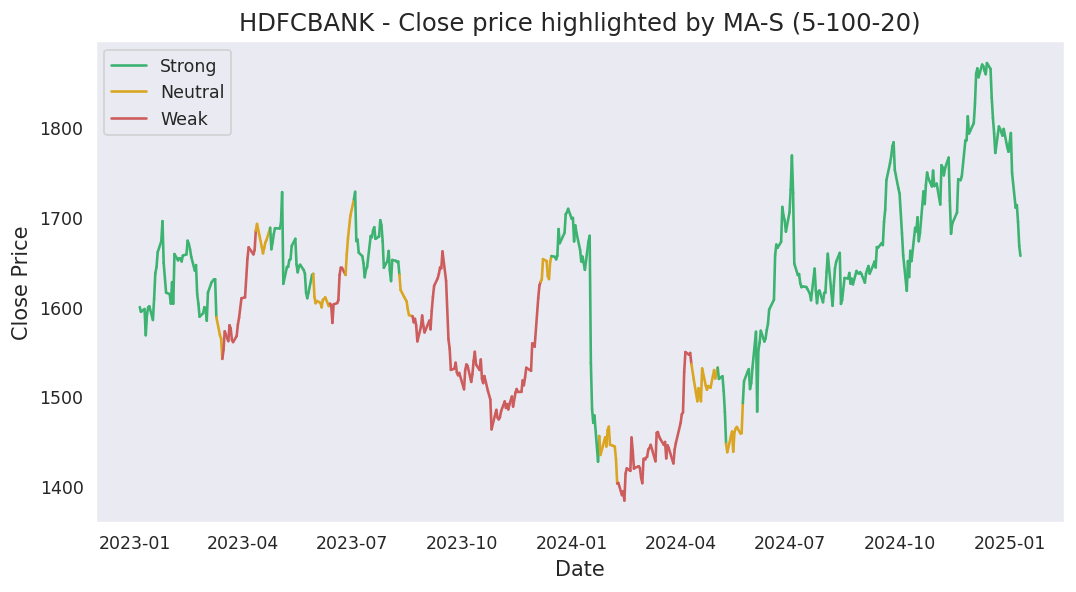 HDFCBANK - Close price highlighted by MA-S (5-100-20)
Strong
Neutral
Weak
Close Price
1800
1700
1600
1500
1400
2023-01 2023-04 2023-07 2023-10 2024-01 2024-04 2024-07 2024-10 2025-01
Date